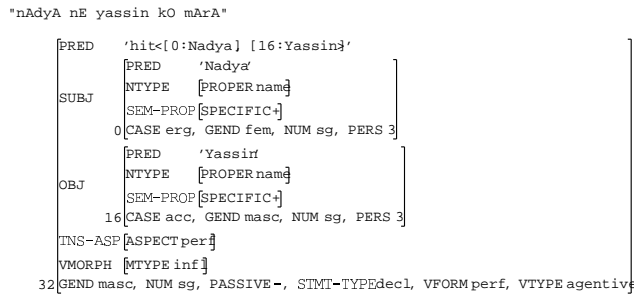 "nAdyA nE yassin kO mArA"
PRED 'hit<[0:Nadya], [16:Yassin]>'
PRED 'Nadya'
NTYPE [PROPER name]
SUBJ
SEM-PROP [SPECIFIC +]
0 CASE erg, GEND fem, NUM sg, PERS 3
PRED 'Yassin'
NTYPE [PROPER name]
OBJ
SEM-PROP [SPECIFIC +]
16 CASE acc, GEND masc, NUM sg, PERS 3
TNS-ASP [ASPECT perf]
VMORPH [MTYPE infl]
32 GEND masc, NUM sg, PASSIVE -, STMT-TYPE decl, VFORM perf, VTYPE agentive